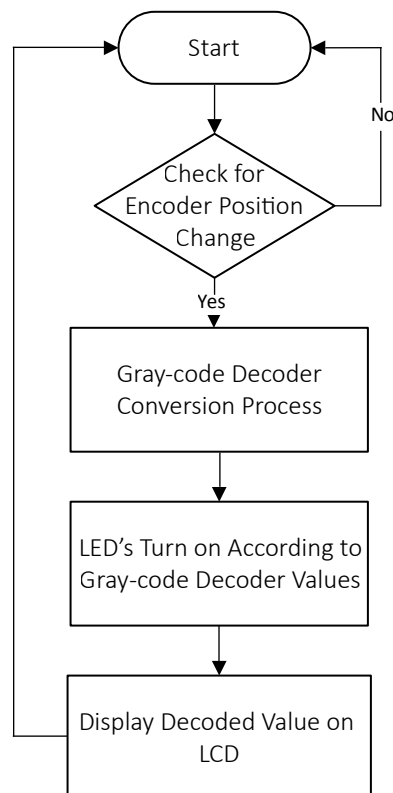 Start
No
Check for
Encoder Position
Change
Yes
Gray-code Decoder
Conversion Process
LED’s Turn on According to
Gray-code Decoder Values
Display Decoded Value on
LCD